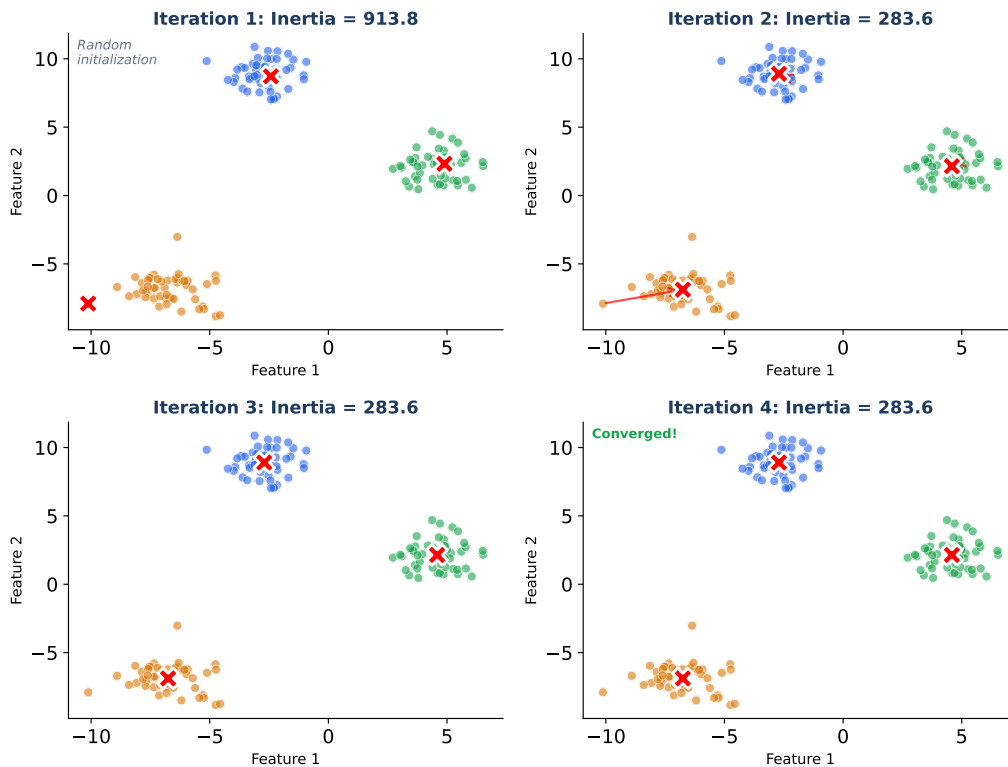 Iteration 1: Inertia = 913.8
Random
initialization
10
5
0
−5
Feature 2
−10
−5
0
5
Feature 1
Iteration 2: Inertia = 283.6
10
5
0
−5
Feature 2
−10
−5
0
5
Feature 1
Iteration 3: Inertia = 283.6
10
5
0
−5
Feature 2
−10
−5
0
5
Feature 1
Iteration 4: Inertia = 283.6
Converged!
10
5
0
−5
Feature 2
−10
−5
0
5
Feature 1